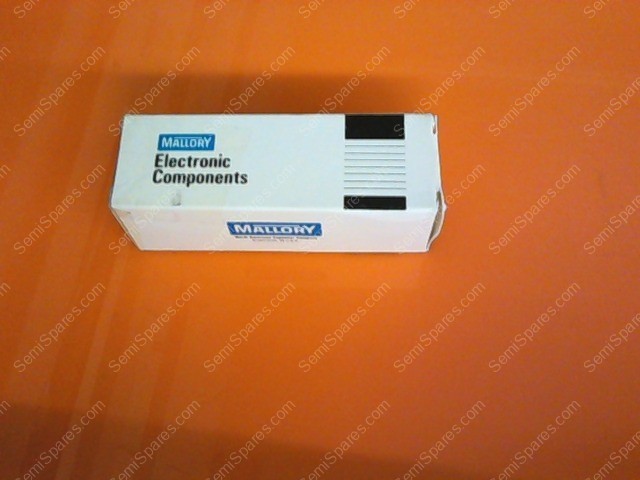 MALLORY
Electronic
Components
MALLORY
SemiSpares.com